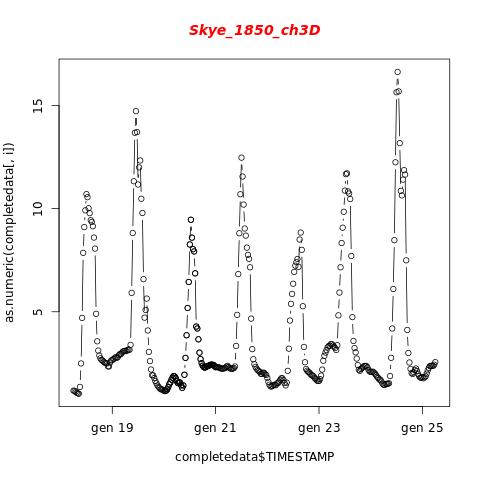 Skye_1850_ch3D
as.numeric(completedata[, i])
15
10
5
gen 19 gen 21 gen 23 gen 25
completedata$TIMESTAMP